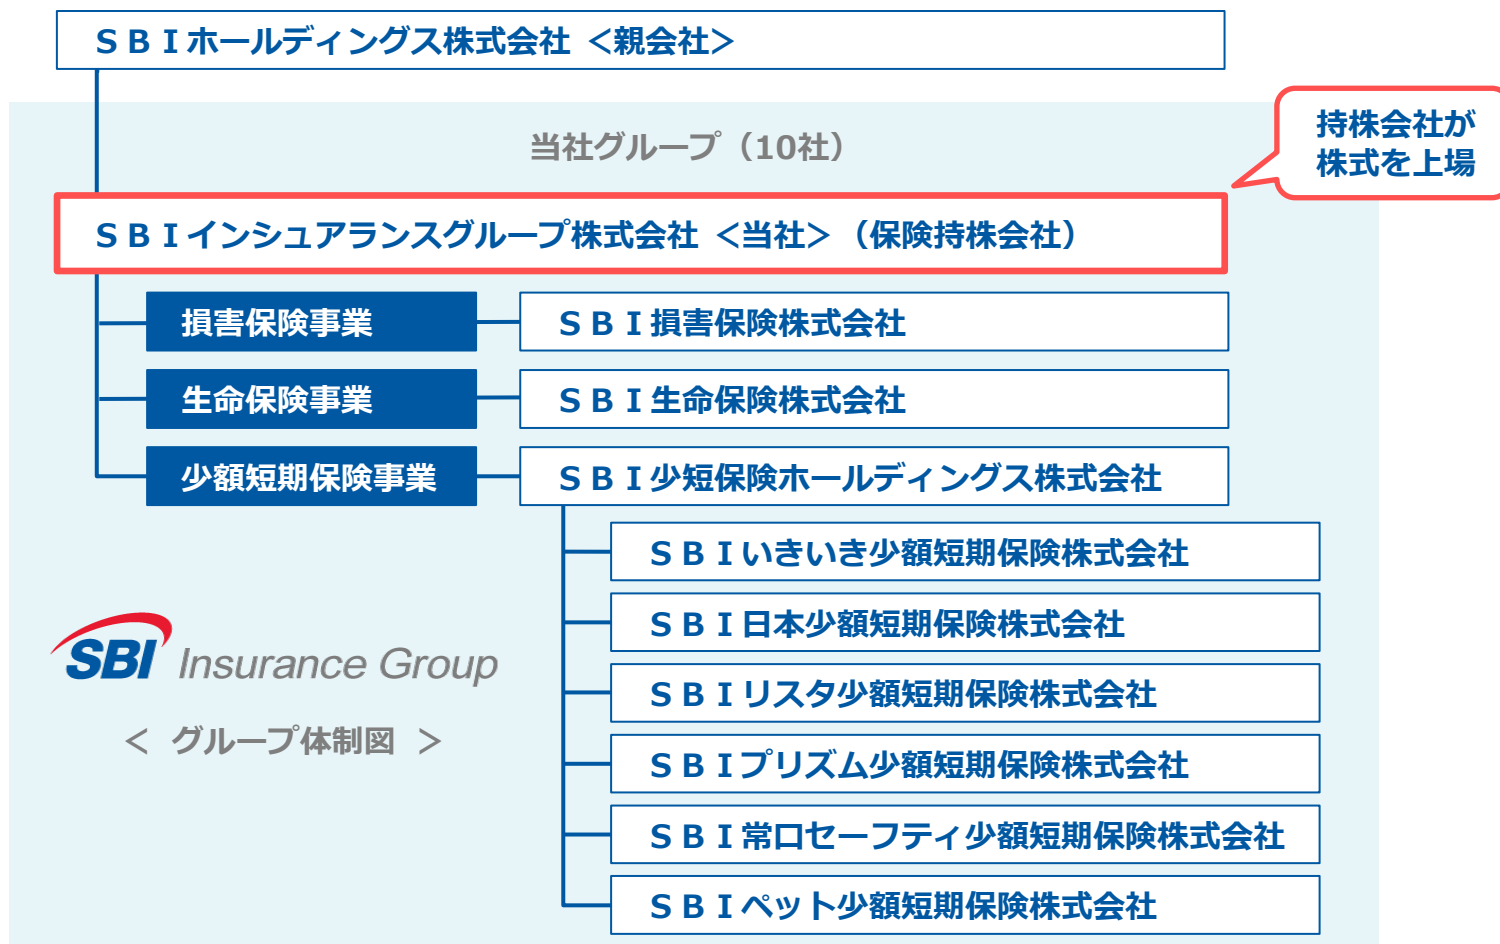 ＳＢＩホールディングス株式会社 ＜親会社＞
当社グループ（10社）
持株会社が
株式を上場
ＳＢＩインシュアランスグループ株式会社 ＜当社＞（保険持株会社）
損害保険事業
ＳＢＩ損害保険株式会社
生命保険事業
ＳＢＩ生命保険株式会社
少額短期保険事業
ＳＢＩ少短保険ホールディングス株式会社
ＳＢＩいきいき少額短期保険株式会社
ＳＢＩ日本少額短期保険株式会社
ＳＢＩリスタ少額短期保険株式会社
ＳＢＩプリズム少額短期保険株式会社
ＳＢＩ常口セーフティ少額短期保険株式会社
ＳＢＩペット少額短期保険株式会社
SBI Insurance Group
＜ グループ体制図 ＞